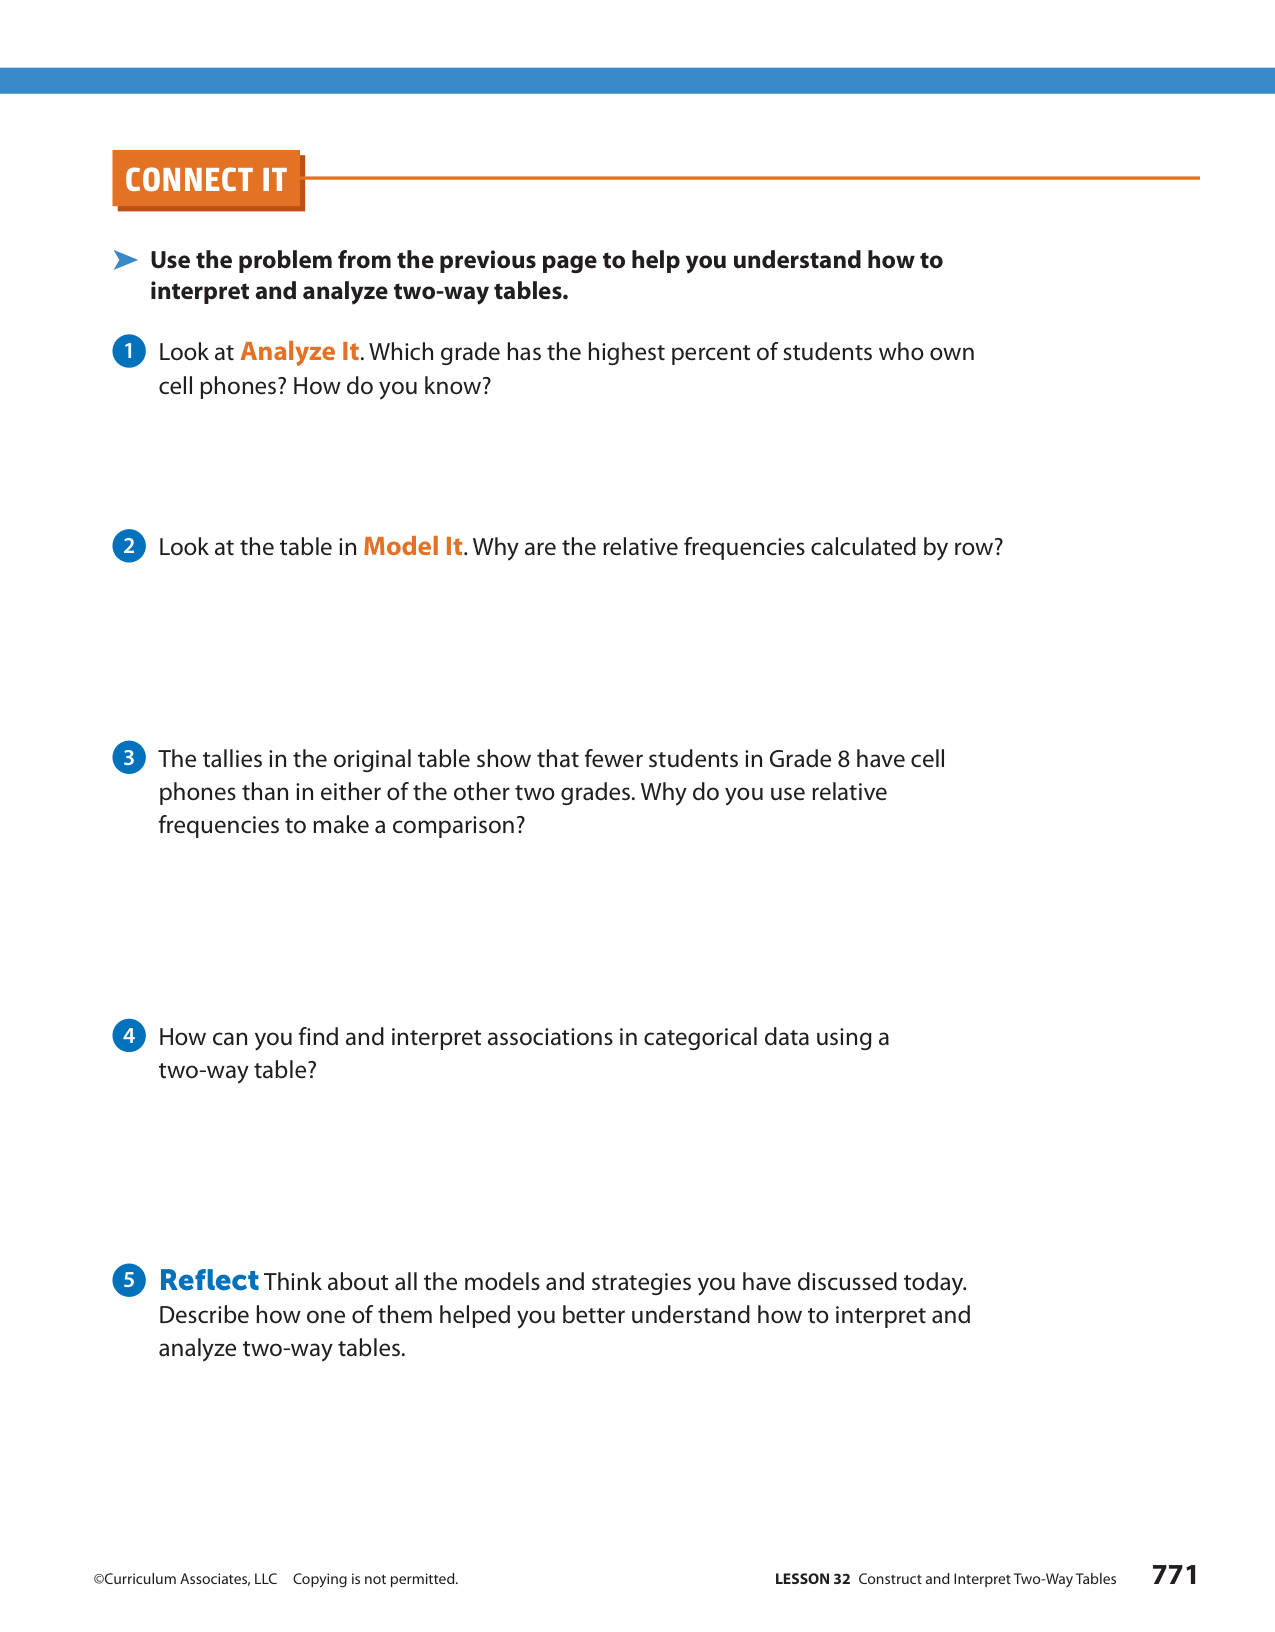 CONNECT IT
Use the problem from the previous page to help you understand how to
interpret and analyze two-way tables.
1 Look at Analyze It. Which grade has the highest percent of students who own
cell phones? How do you know?
2 Look at the table in Model It. Why are the relative frequencies calculated by row?
3 The tallies in the original table show that fewer students in Grade 8 have cell
phones than in either of the other two grades. Why do you use relative
frequencies to make a comparison?
4 How can you find and interpret associations in categorical data using a
two-way table?
5 Reflect Think about all the models and strategies you have discussed today.
Describe how one of them helped you better understand how to interpret and
analyze two-way tables.
©Curriculum Associates, LLC Copying is not permitted. LESSON 32 Construct and Interpret Two-Way Tables 771